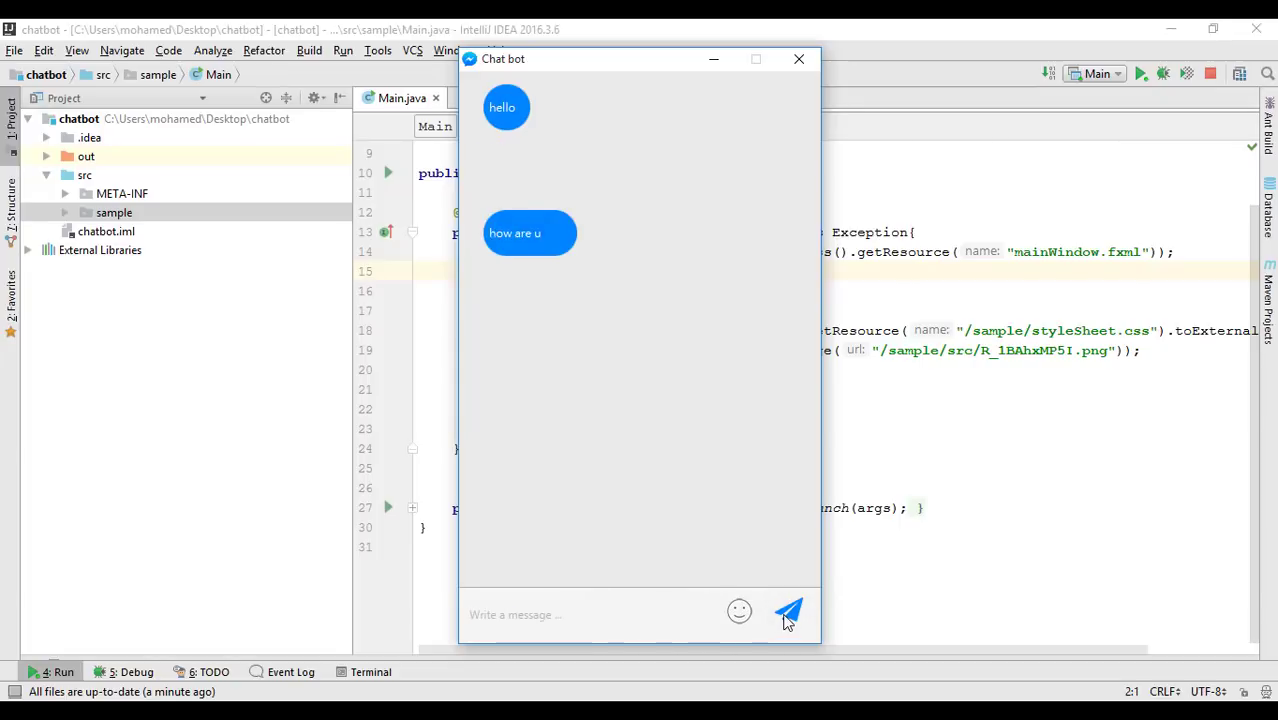 chatbot - [C:\Users\mohamed\Desktop\chatbot] - [chatbot] - ...\src\sample\Main.java - IntelliJ IDEA 2016.3.6
File Edit View Navigate Code Analyze Refactor Build Run Tools VCS
chatbot src sample Main
Main
Project
Main.java
chatbot C:\Users\mohamed\Desktop\chatbot
.idea
out
src
META-INF
sample
chatbot.iml
External Libraries
1: Project
7: Structure
2: Favorites
Main
9
10 publi
11
12
13 Exception{
14 .getResource( name: "mainWindow.fxml"));
15
16
17
18 name: "/sample/styleSheet.css").toExternal
19 url: "/sample/src/R_1BAhxMP5I.png"));
20
21
22
23
24 }
25
26
27 (args); }
30 }
31
Chat bot
hello
how are u
Write a message ...
Ant Build
Database
Maven Projects
4: Run 5: Debug 6: TODO Event Log Terminal
All files are up-to-date (a minute ago) 2:1 CRLF÷ UTF-8÷